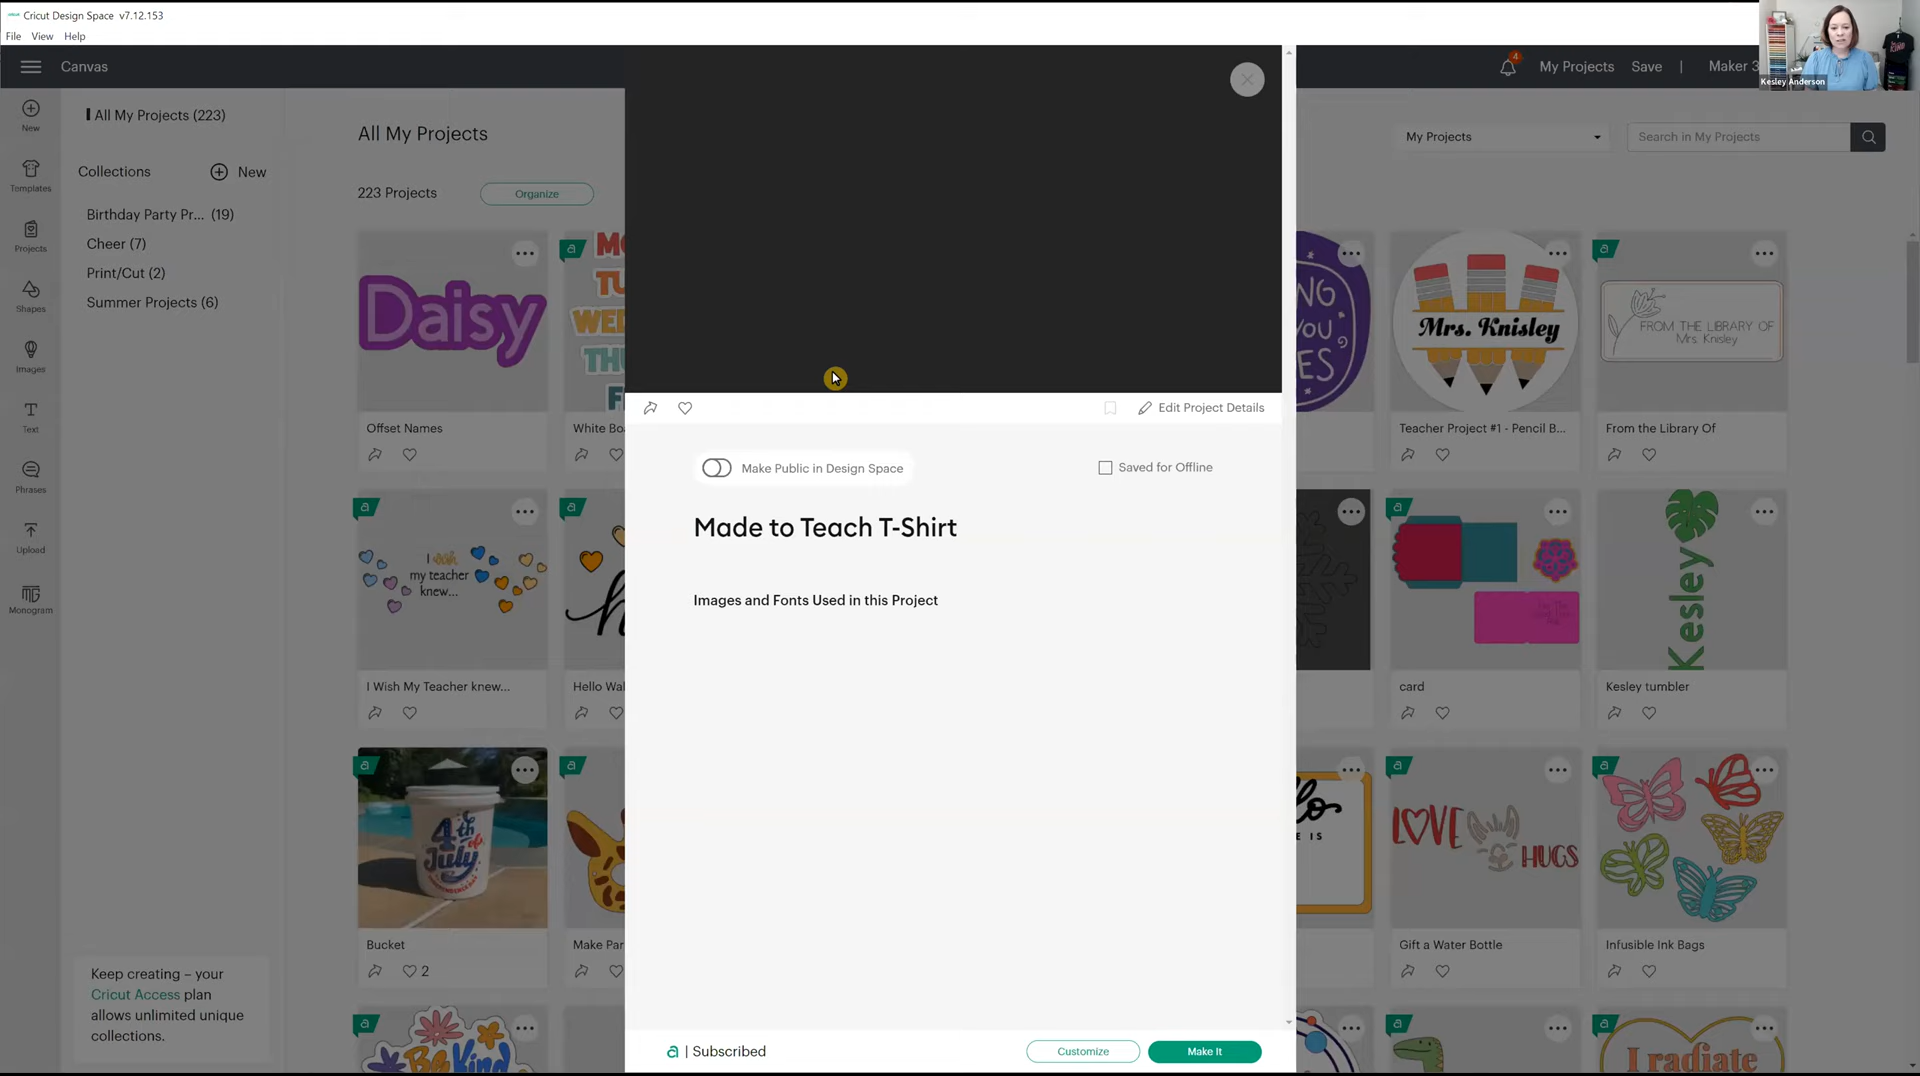 Cricut Design Space v7.12.153
File View Help
Canvas
4
My Projects Save | Maker 3
Kesley Anderson
New
Templates
Projects
Shapes
Images
Text
Phrases
Upload
Monogram
All My Projects (223)
Collections
New
Birthday Party Pr... (19)
Cheer (7)
Print/Cut (2)
Summer Projects (6)
Keep creating – your
Cricut Access plan
allows unlimited unique
collections.
All My Projects
223 Projects
Organize
My Projects
Search in My Projects
Daisy
Offset Names
Mrs. Knisley
Teacher Project #1 - Pencil B...
FROM THE LIBRARY OF
Mrs. Knisley
From the Library Of
I wish
my teacher
knew...
I Wish My Teacher knew...
card
Kesley
Kesley tumbler
4th
of
JULY
Bucket
2
LOVE
HUGS
Gift a Water Bottle
Infusible Ink Bags
Be Kind
I radiate
Edit Project Details
Make Public in Design Space
Saved for Offline
Made to Teach T-Shirt
Images and Fonts Used in this Project
a | Subscribed
Customize
Make It